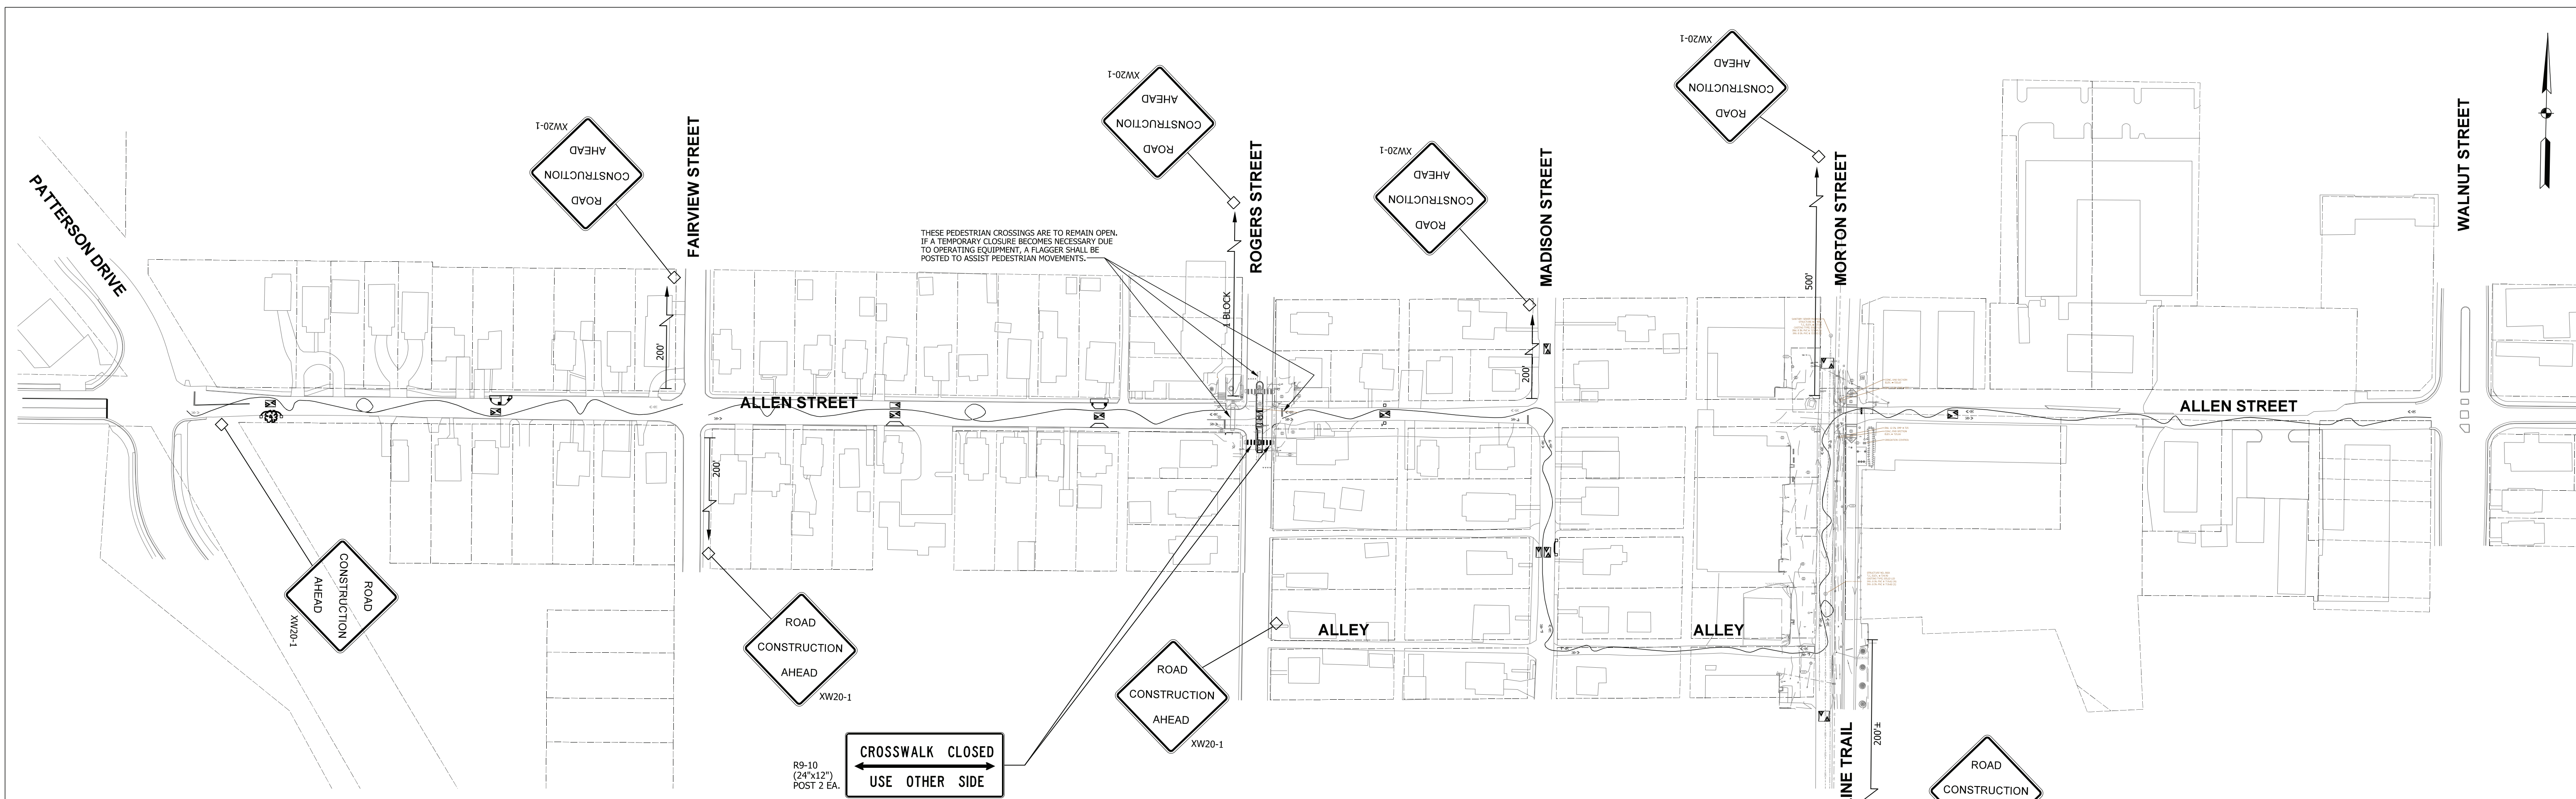 XW20-1
ROAD
CONSTRUCTION
AHEAD
XW20-1
ROAD
CONSTRUCTION
AHEAD
XW20-1
ROAD
CONSTRUCTION
AHEAD
XW20-1
ROAD
CONSTRUCTION
AHEAD
PATTERSON DRIVE
FAIRVIEW STREET
ROGERS STREET
MADISON STREET
MORTON STREET
WALNUT STREET
THESE PEDESTRIAN CROSSINGS ARE TO REMAIN OPEN.
IF A TEMPORARY CLOSURE BECOMES NECESSARY DUE
TO OPERATING EQUIPMENT, A FLAGGER SHALL BE
POSTED TO ASSIST PEDESTRIAN MOVEMENTS.
200'
1 BLOCK
200'
500'
ALLEN STREET
ALLEN STREET
200'
ROAD
CONSTRUCTION
AHEAD
XW20-1
ROAD
CONSTRUCTION
AHEAD
XW20-1
ALLEY
ALLEY
ROAD
CONSTRUCTION
AHEAD
XW20-1
R9-10
(24"x12")
POST 2 EA.
CROSSWALK CLOSED
USE OTHER SIDE
INE TRAIL
200'±
ROAD
CONSTRUCTION